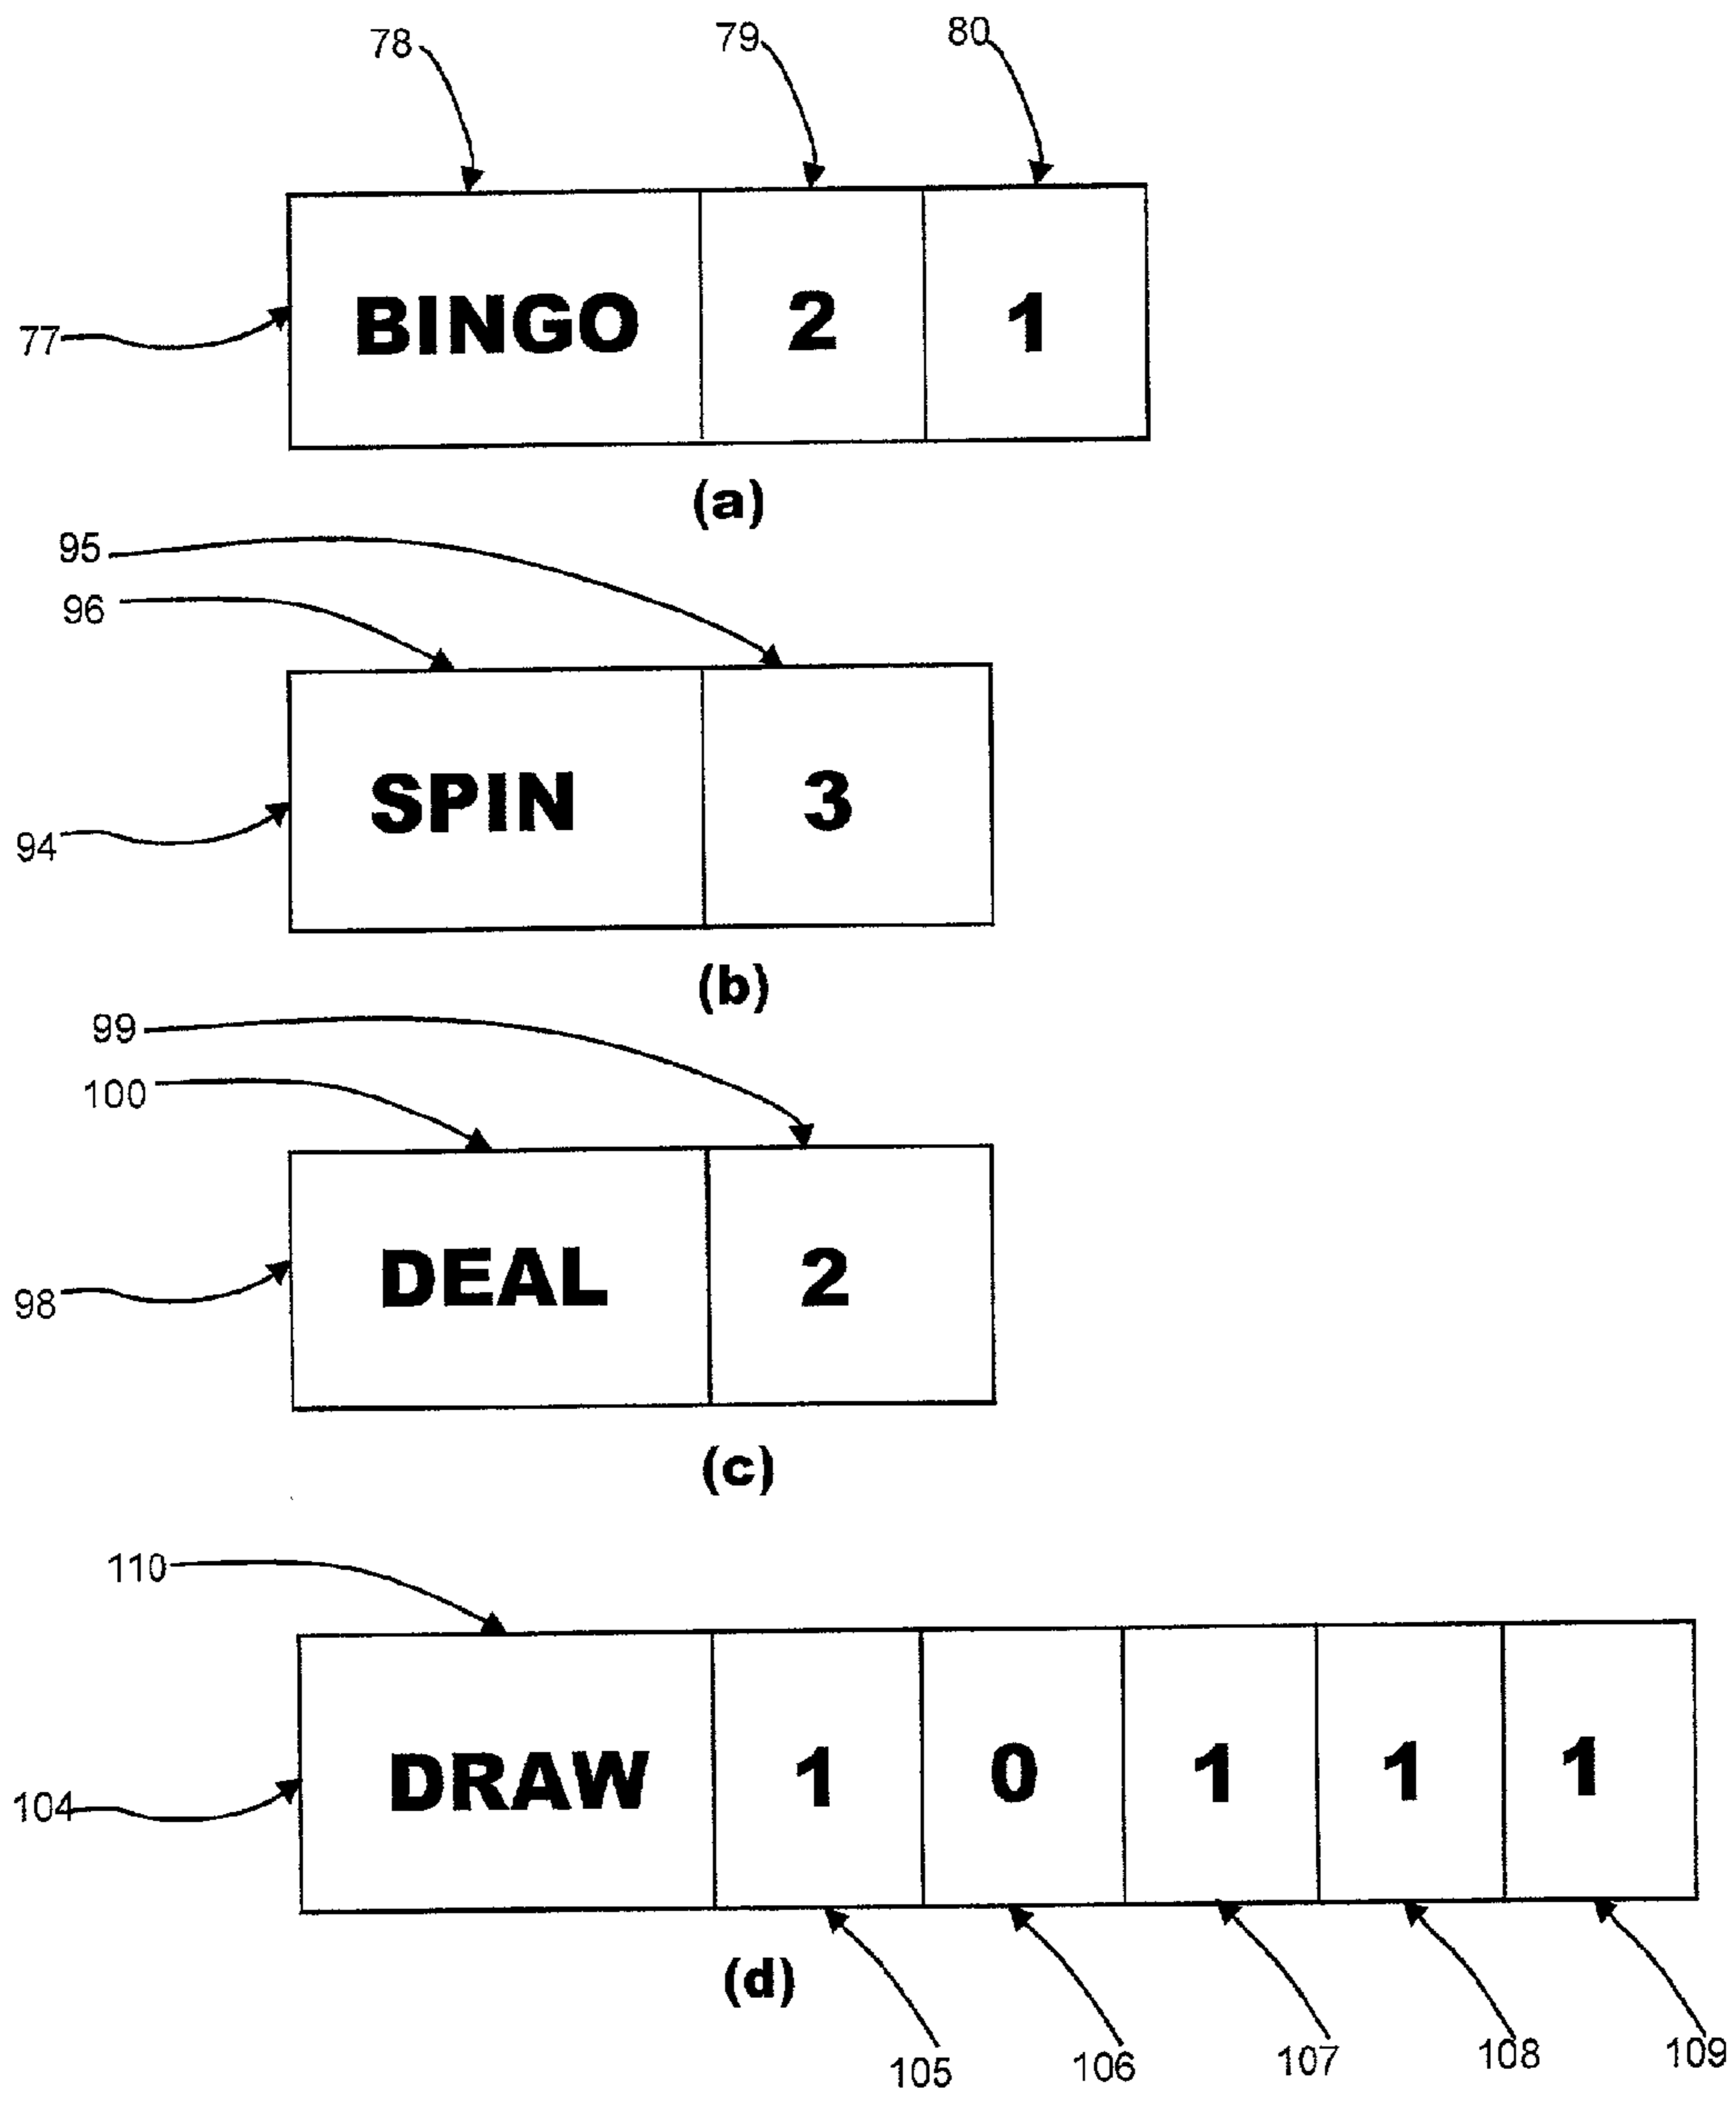 78 79 80
77 BINGO 2 1
(a)
95
96
94 SPIN 3
(b)
99
100
98 DEAL 2
(c)
110
104 DRAW 1 0 1 1 1
(d)
105 106 107 108 109